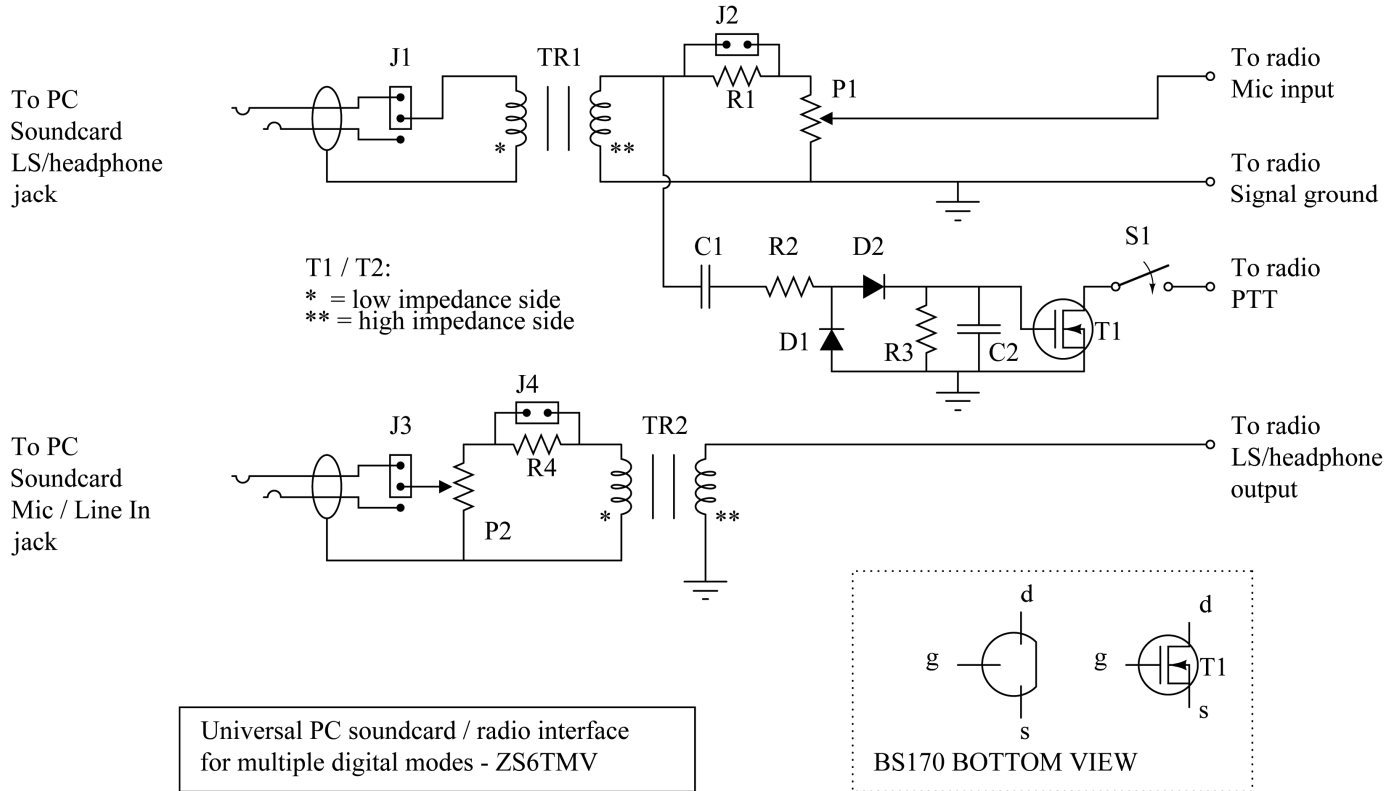 J2
J1
TR1
To radio
Mic input
P1
R1
To PC
Soundcard
LS/headphone
jack
*
**
To radio
Signal ground
S1
C1
R2
D2
T1 / T2:
* = low impedance side
** = high impedance side
To radio
PTT
D1
R3
C2
T1
J4
J3
TR2
To radio
LS/headphone
output
To PC
Soundcard
Mic / Line In
jack
R4
P2
*
**
d
d
g
g
T1
s
s
BS170 BOTTOM VIEW
Universal PC soundcard / radio interface
for multiple digital modes - ZS6TMV